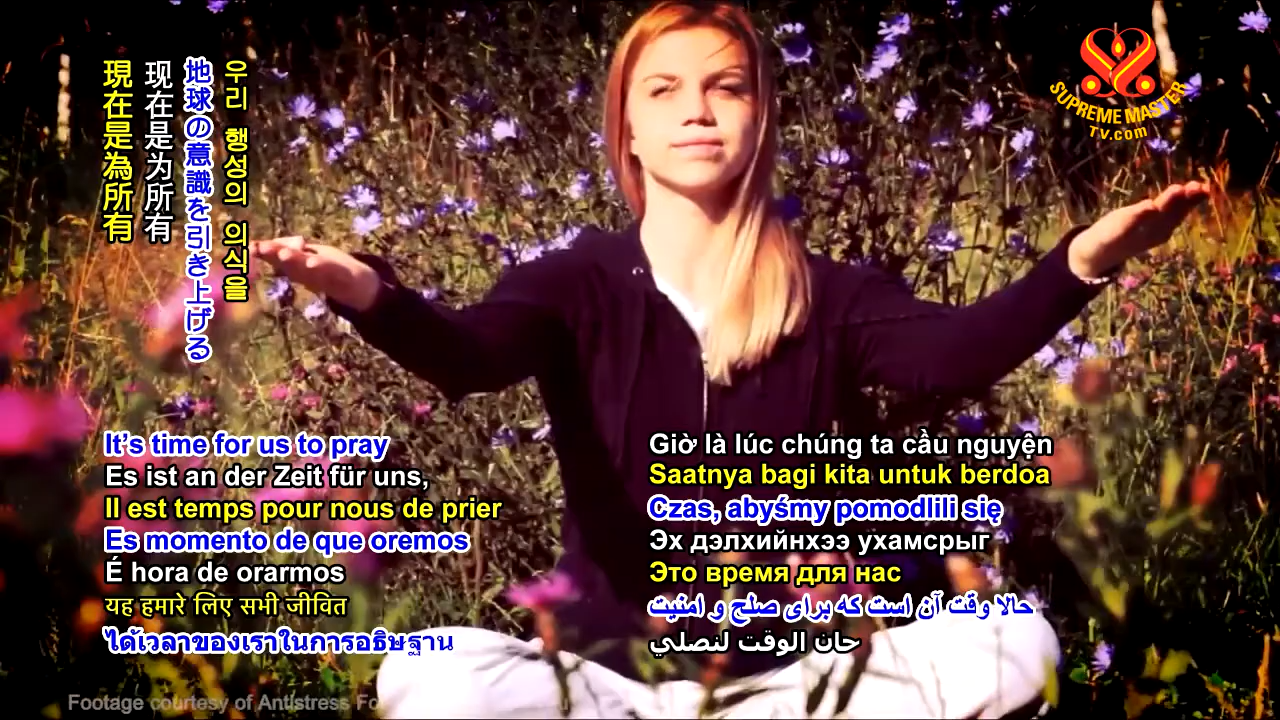 現在是為所有
现在是为所有
地球の意識を引き上げる
우리 행성의 의식을
SUPREME MASTER
TV.com
It's time for us to pray
Es ist an der Zeit für uns,
Il est temps pour nous de prier
Es momento de que oremos
É hora de orarmos
यह हमारे लिए सभी जीवित
ได้เวลาของเราในการอธิษฐาน
Giờ là lúc chúng ta cầu nguyện
Saatnya bagi kita untuk berdoa
Czas, abyśmy pomodlili się
Эх дэлхийнхээ ухамсрыг
Это время для нас
حالا وقت آن است که برای صلح و امنیت
حان الوقت لنصلي
Footage courtesy of Antistress